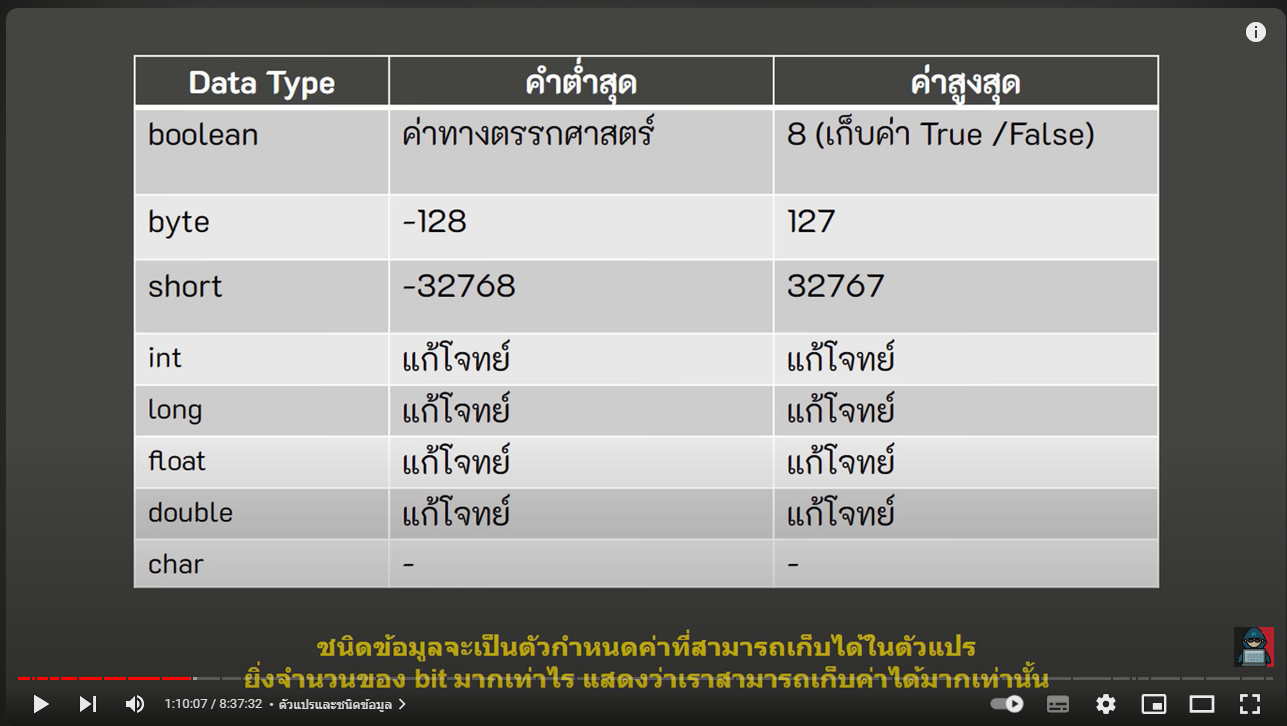 Data Type ค่ำต่ำสุด ค่าสูงสุด
boolean ค่าทางตรรกศาสตร์ 8 (เก็บค่า True /False)
byte -128 127
short -32768 32767
int แก้โจทย์ แก้โจทย์
long แก้โจทย์ แก้โจทย์
float แก้โจทย์ แก้โจทย์
double แก้โจทย์ แก้โจทย์
char - -
ชนิดข้อมูลจะเป็นตัวกำหนดค่าที่สามารถเก็บได้ในตัวแปร
ยิ่งจำนวนของ bit มากเท่าไร แสดงว่าเราสามารถเก็บค่าได้มากเท่านั้น
1:10:07 / 8:37:32 • ตัวแปรและชนิดข้อมูล